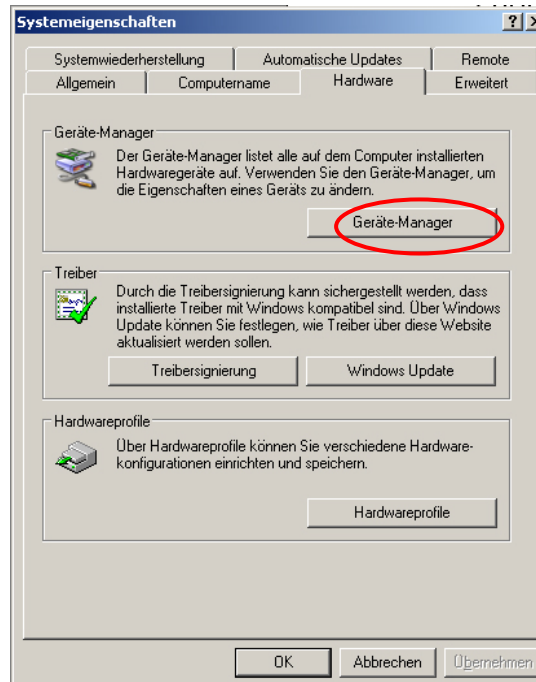 Systemeigenschaften
Systemwiederherstellung Automatische Updates Remote
Allgemein Computername Hardware Erweitert
Geräte-Manager
Der Geräte-Manager listet alle auf dem Computer installierten
Hardwaregeräte auf. Verwenden Sie den Geräte-Manager, um
die Eigenschaften eines Geräts zu ändern.
Geräte-Manager
Treiber
Durch die Treibersignierung kann sichergestellt werden, dass
installierte Treiber mit Windows kompatibel sind. Über Windows
Update können Sie festlegen, wie Treiber über diese Website
aktualisiert werden sollen.
Treibersignierung Windows Update
Hardwareprofile
Über Hardwareprofile können Sie verschiedene Hardware-
konfigurationen einrichten und speichern.
Hardwareprofile
OK Abbrechen Übernehmen